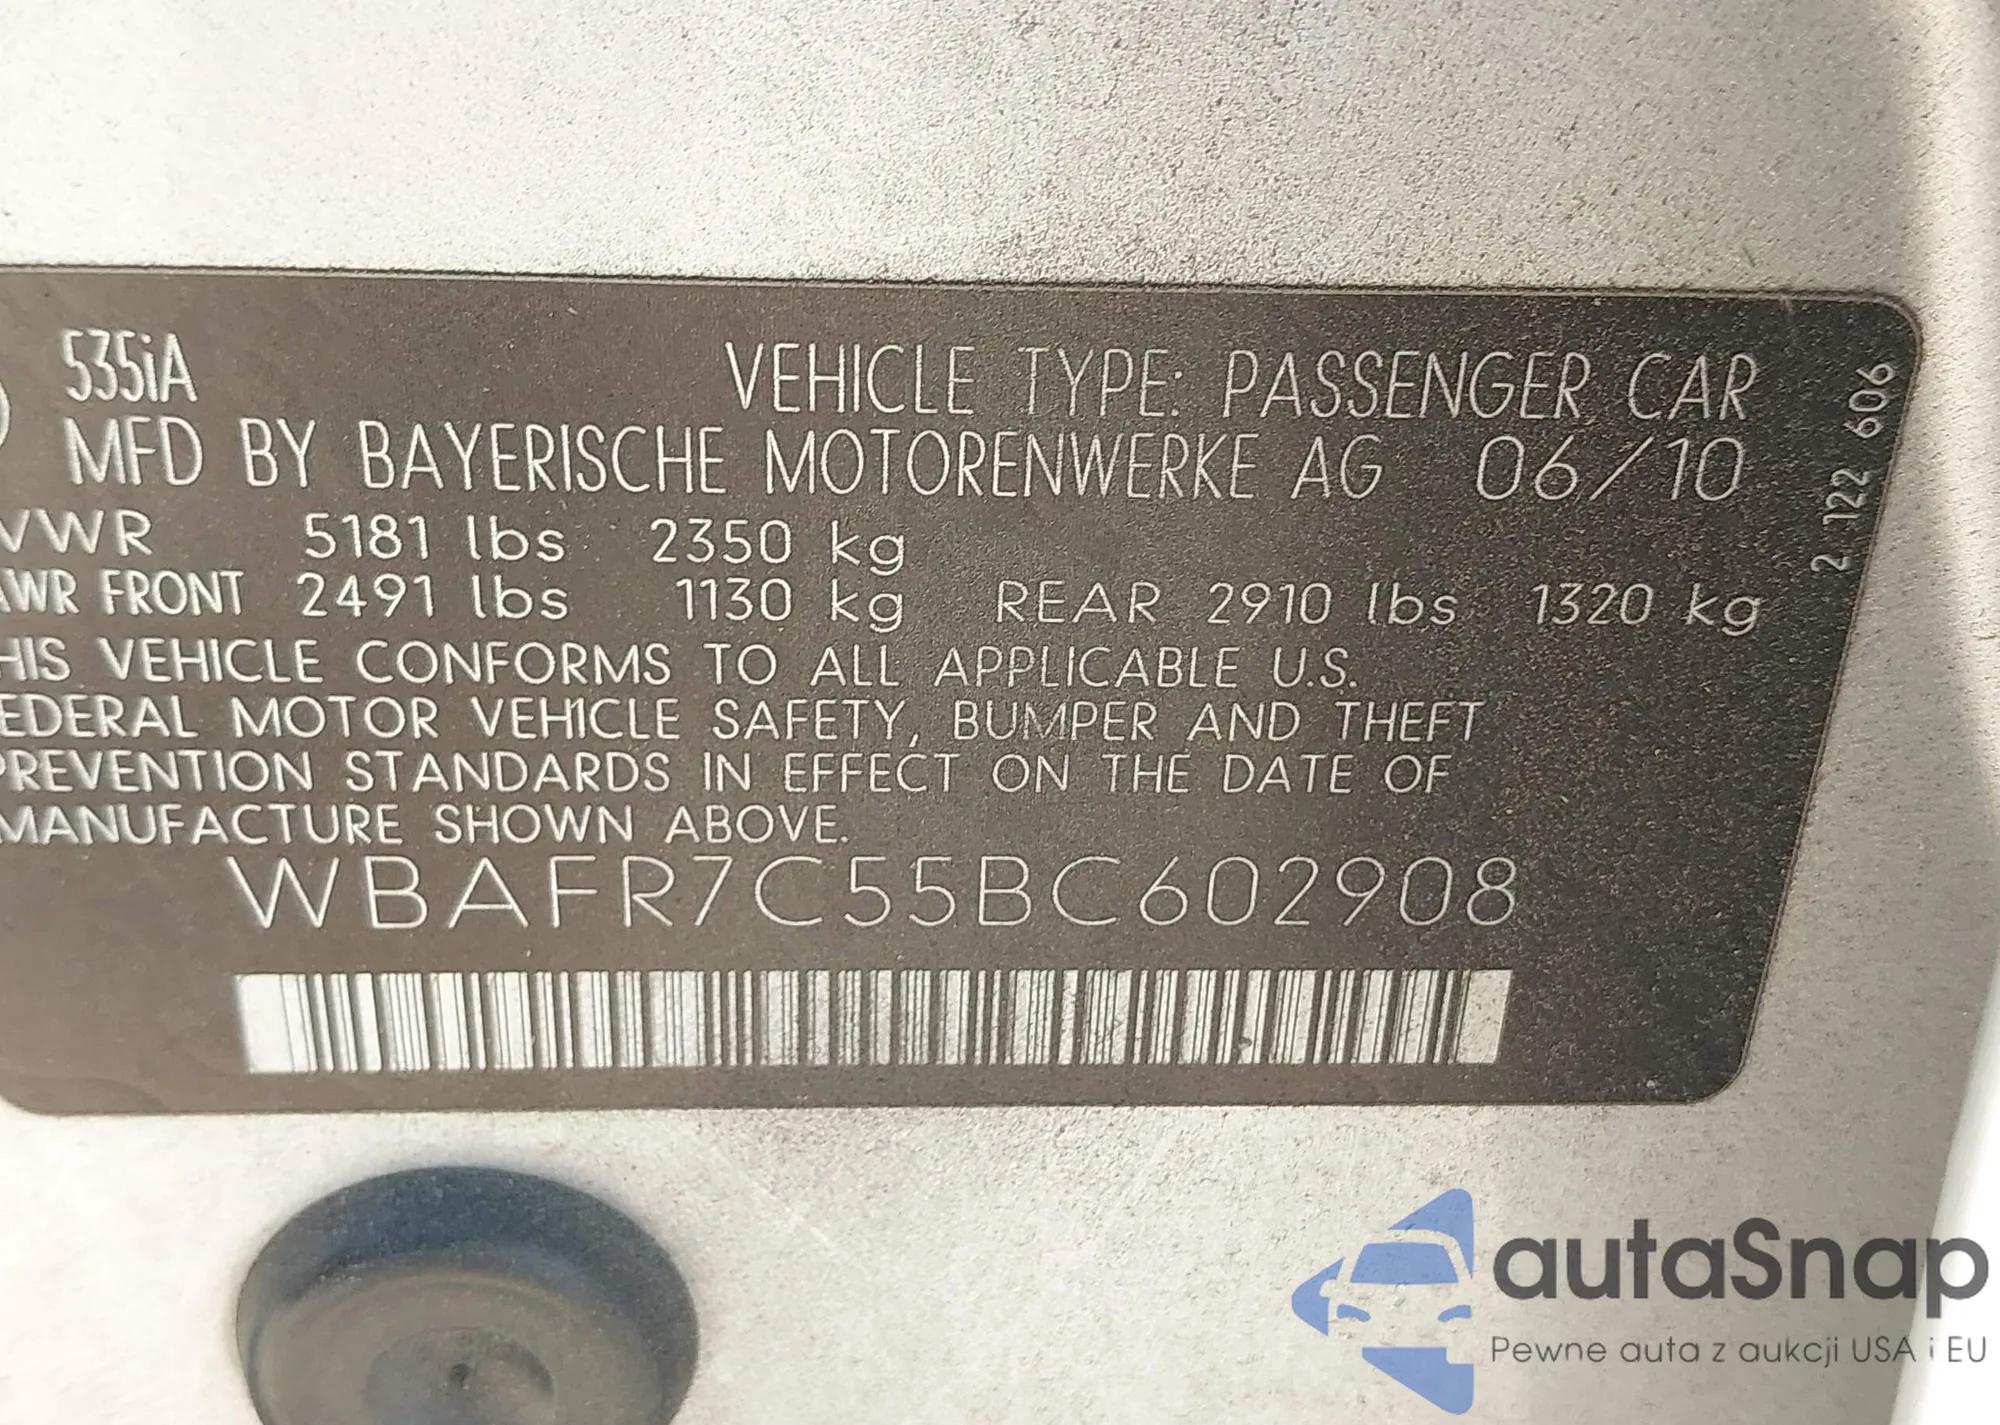 535iA VEHICLE TYPE: PASSENGER CAR
MFD BY BAYERISCHE MOTORENWERKE AG 06/10
VWR 5181 lbs 2350 kg
AWR FRONT 2491 lbs 1130 kg REAR 2910 lbs 1320 kg
HIS VEHICLE CONFORMS TO ALL APPLICABLE U.S.
EDERAL MOTOR VEHICLE SAFETY, BUMPER AND THEFT
PREVENTION STANDARDS IN EFFECT ON THE DATE OF
MANUFACTURE SHOWN ABOVE.
WBAFR7C55BC602908
2 122 606
autaSnap
Pewne auta z aukcji USA i EU